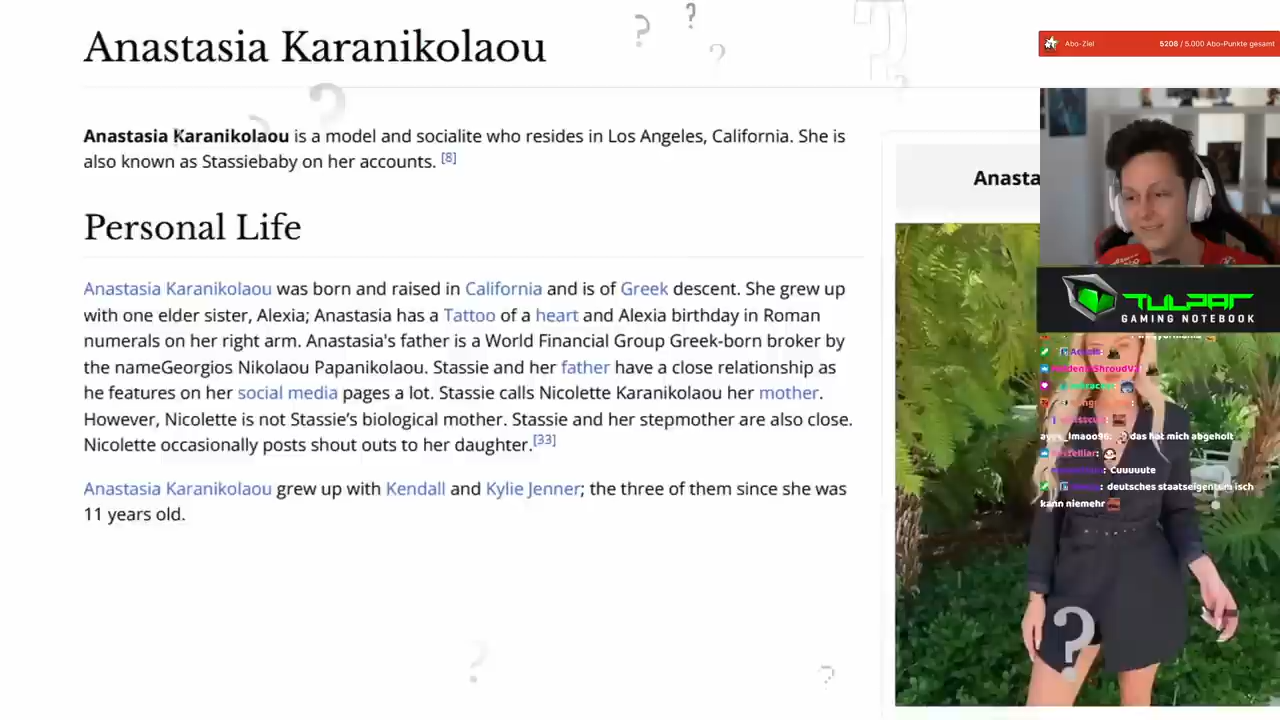 Anastasia Karanikolaou
Abo-Ziel 5208 / 5.000 Abo-Punkte gesamt
Anastasia Karanikolaou is a model and socialite who resides in Los Angeles, California. She is
also known as Stassiebaby on her accounts. [8]
Anasta
Personal Life
Anastasia Karanikolaou was born and raised in California and is of Greek descent. She grew up
with one elder sister, Alexia; Anastasia has a Tattoo of a heart and Alexia birthday in Roman
numerals on her right arm. Anastasia's father is a World Financial Group Greek-born broker by
the nameGeorgios Nikolaou Papanikolaou. Stassie and her father have a close relationship as
he features on her social media pages a lot. Stassie calls Nicolette Karanikolaou her mother.
However, Nicolette is not Stassie's biological mother. Stassie and her stepmother are also close.
Nicolette occasionally posts shout outs to her daughter.[33]
Anastasia Karanikolaou grew up with Kendall and Kylie Jenner; the three of them since she was
11 years old.
TULPAR
GAMING NOTEBOOK
das hat mich abgeholt
: Cuuuuute
: deutsches staatseigentum isch
kann niemehr